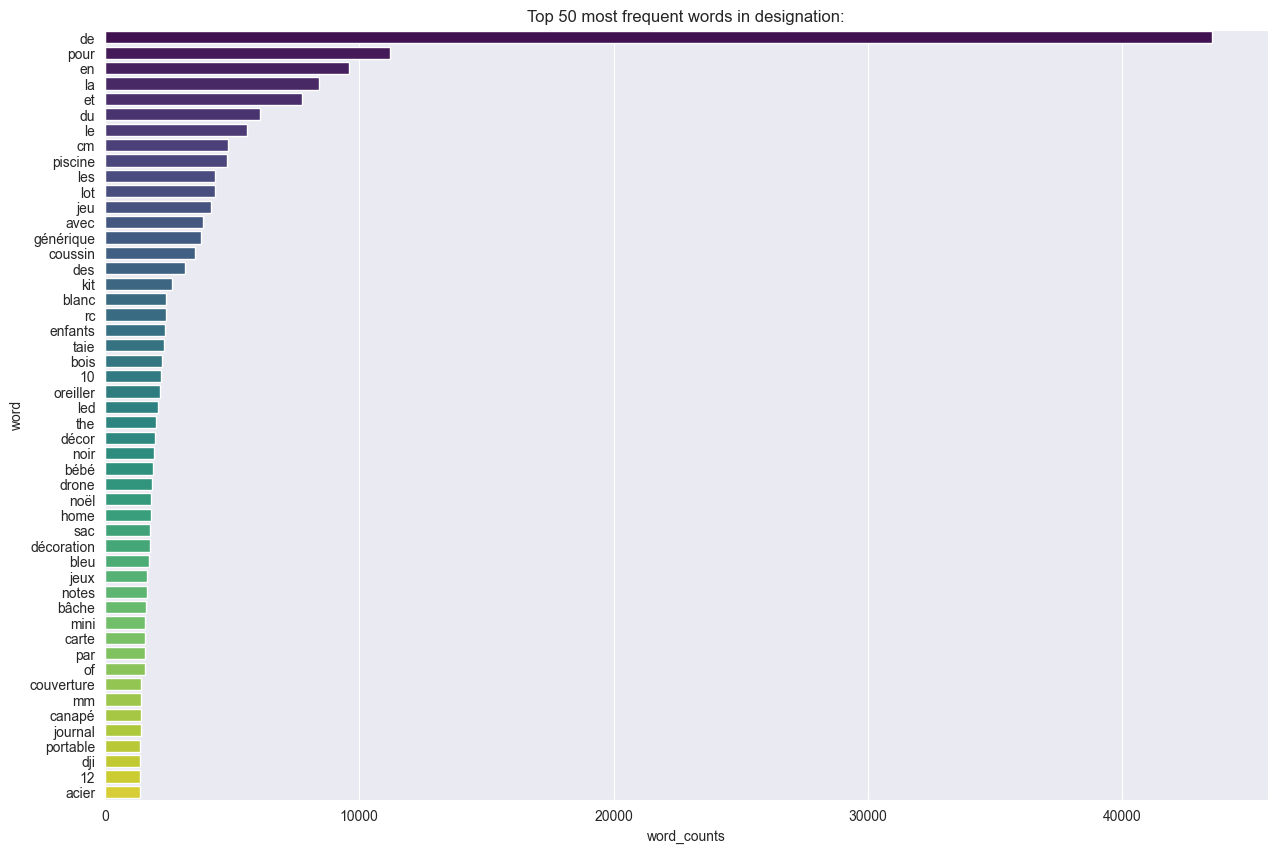 Top 50 most frequent words in designation:
de
pour
en
la
et
du
le
cm
piscine
les
lot
jeu
avec
générique
coussin
des
kit
blanc
rc
enfants
taie
bois
10
oreiller
led
the
décor
noir
bébé
drone
noël
home
sac
décoration
bleu
jeux
notes
bâche
mini
carte
par
of
couverture
mm
canapé
journal
portable
dji
12
acier
word
0 10000 20000 30000 40000
word_counts